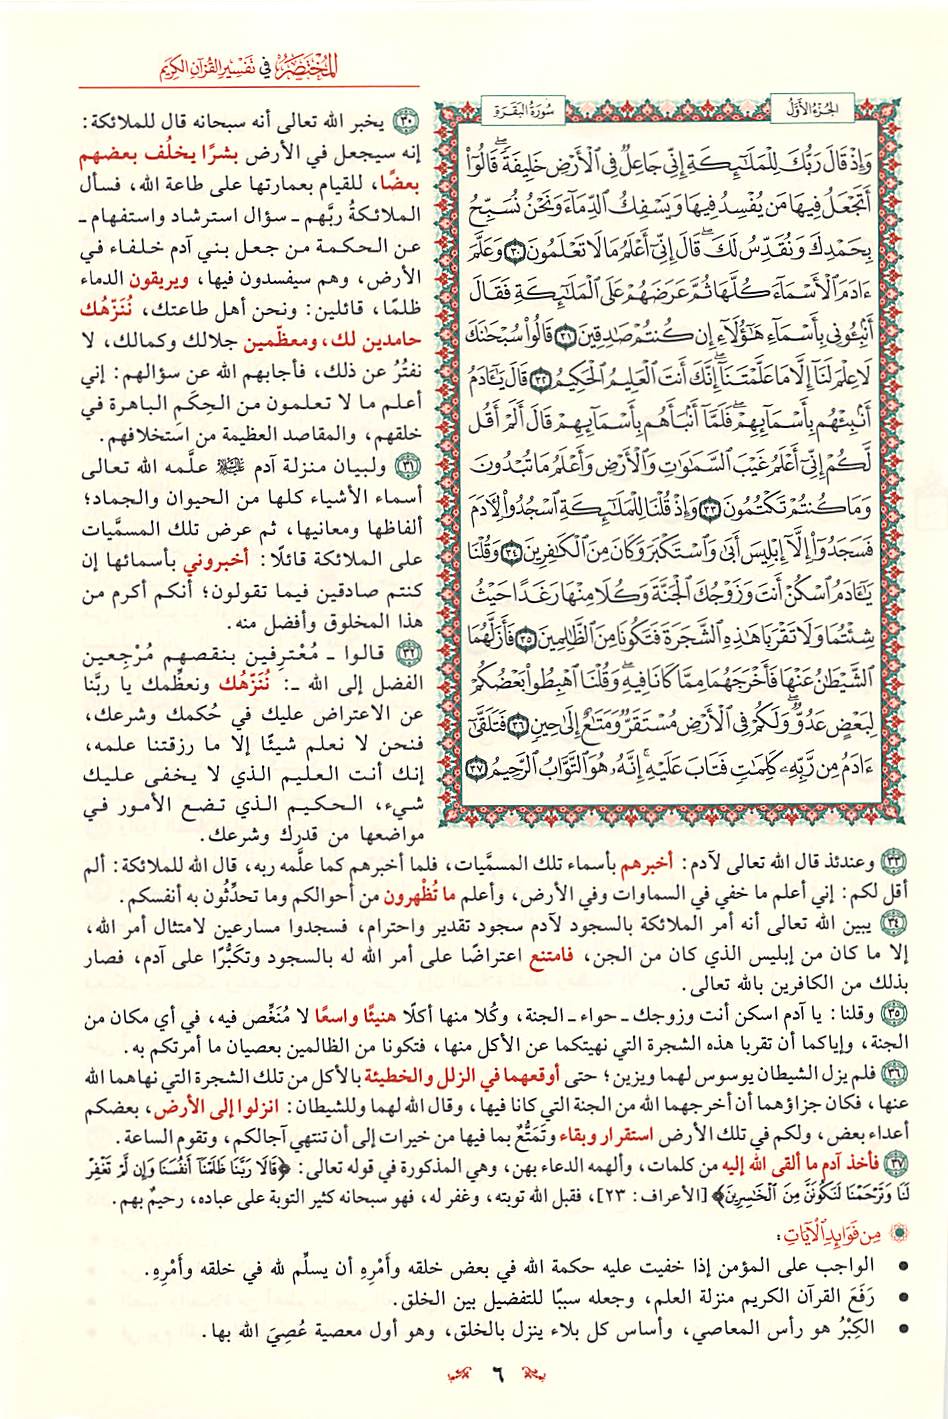 المختصر في تفسير القرآن الكريم
الجزء الأول
سورة البقرة
وَإِذْ قَالَ رَبُّكَ لِلْمَلَٰٓئِكَةِ إِنِّي جَاعِلٌ فِي ٱلْأَرْضِ خَلِيفَةً ۖ قَالُوٓا۟
أَتَجْعَلُ فِيهَا مَن يُفْسِدُ فِيهَا وَيَسْفِكُ ٱلدِّمَآءَ وَنَحْنُ نُسَبِّحُ
بِحَمْدِكَ وَنُقَدِّسُ لَكَ ۖ قَالَ إِنِّيٓ أَعْلَمُ مَا لَا تَعْلَمُونَ ٣٠ وَعَلَّمَ
ءَادَمَ ٱلْأَسْمَآءَ كُلَّهَا ثُمَّ عَرَضَهُمْ عَلَى ٱلْمَلَٰٓئِكَةِ فَقَالَ
أَنۢبِـُٔونِي بِأَسْمَآءِ هَٰٓؤُلَآءِ إِن كُنتُمْ صَٰدِقِينَ ٣١ قَالُوا۟ سُبْحَٰنَكَ
لَا عِلْمَ لَنَآ إِلَّا مَا عَلَّمْتَنَآ ۖ إِنَّكَ أَنتَ ٱلْعَلِيمُ ٱلْحَكِيمُ ٣٢ قَالَ يَٰٓـَٔادَمُ
أَنۢبِئْهُم بِأَسْمَآئِهِمْ ۖ فَلَمَّآ أَنۢبَأَهُم بِأَسْمَآئِهِمْ قَالَ أَلَمْ أَقُل
لَّكُمْ إِنِّيٓ أَعْلَمُ غَيْبَ ٱلسَّمَٰوَٰتِ وَٱلْأَرْضِ وَأَعْلَمُ مَا تُبْدُونَ
وَمَا كُنتُمْ تَكْتُمُونَ ٣٣ وَإِذْ قُلْنَا لِلْمَلَٰٓئِكَةِ ٱسْجُدُوا۟ لِـَٔادَمَ
فَسَجَدُوٓا۟ إِلَّآ إِبْلِيسَ أَبَىٰ وَٱسْتَكْبَرَ وَكَانَ مِنَ ٱلْكَٰفِرِينَ ٣٤ وَقُلْنَا
يَٰٓـَٔادَمُ ٱسْكُنْ أَنتَ وَزَوْجُكَ ٱلْجَنَّةَ وَكُلَا مِنْهَا رَغَدًا حَيْثُ
شِئْتُمَا وَلَا تَقْرَبَا هَٰذِهِ ٱلشَّجَرَةَ فَتَكُونَا مِنَ ٱلظَّٰلِمِينَ ٣٥ فَأَزَلَّهُمَا
ٱلشَّيْطَٰنُ عَنْهَا فَأَخْرَجَهُمَا مِمَّا كَانَا فِيهِ ۖ وَقُلْنَا ٱهْبِطُوا۟ بَعْضُكُمْ
لِبَعْضٍ عَدُوٌّ ۖ وَلَكُمْ فِي ٱلْأَرْضِ مُسْتَقَرٌّ وَمَتَٰعٌ إِلَىٰ حِينٍ ٣٦ فَتَلَقَّىٰٓ
ءَادَمُ مِن رَّبِّهِۦ كَلِمَٰتٍ فَتَابَ عَلَيْهِ ۚ إِنَّهُۥ هُوَ ٱلتَّوَّابُ ٱلرَّحِيمُ ٣٧
٣٠ يخبر الله تعالى أنه سبحانه قال للملائكة:
إنه سيجعل في الأرض بشرًا يخلُف بعضهم
بعضًا، للقيام بعمارتها على طاعة الله، فسأل
الملائكةُ ربَّهم ـ سؤال استرشاد واستفهام ـ
عن الحكمة من جعل بني آدم خلفاء في
الأرض، وهم سيفسدون فيها، ويريقون الدماء
ظلمًا، قائلين: ونحن أهل طاعتك، نُنَزّهُك
حامدين لك، ومعظّمين جلالك وكمالك، لا
نفتُرُ عن ذلك، فأجابهم الله عن سؤالهم: إني
أعلم ما لا تعلمون من الحِكَمِ الباهرة في
خلقهم، والمقاصد العظيمة من استخلافهم.
٣١ ولبيان منزلة آدم عليه السلام علَّمه الله تعالى
أسماء الأشياء كلها من الحيوان والجماد؛
ألفاظها ومعانيها، ثم عرض تلك المسمَّيات
على الملائكة قائلًا: أخبروني بأسمائها إن
كنتم صادقين فيما تقولون؛ أنكم أكرم من
هذا المخلوق وأفضل منه.
٣٢ قالوا ـ مُعْترِفين بنقصهم مُرْجِعين
الفضل إلى الله ـ: نُنَزّهُك ونعظّمك يا ربَّنا
عن الاعتراض عليك في حُكمك وشرعك،
فنحن لا نعلم شيئًا إلا ما رزقتنا علمه،
إنك أنت العليم الذي لا يخفى عليك
شيء، الحكيم الذي تضع الأمور في
مواضعها من قدرك وشرعك.
٣٣ وعندئذ قال الله تعالى لآدم: أخبرهم بأسماء تلك المسمَّيات، فلما أخبرهم كما علَّمه ربه، قال الله للملائكة: ألم
أقل لكم: إني أعلم ما خفي في السماوات وفي الأرض، وأعلم ما تُظْهرون من أحوالكم وما تحدِّثُون به أنفسكم.
٣٤ يبين الله تعالى أنه أمر الملائكة بالسجود لآدم سجود تقدير واحترام، فسجدوا مسارعين لامتثال أمر الله،
إلا ما كان من إبليس الذي كان من الجن، فامتنع اعتراضًا على أمر الله له بالسجود وتكَبُّرًا على آدم، فصار
بذلك من الكافرين بالله تعالى.
٣٥ وقلنا: يا آدم اسكن أنت وزوجك ـ حواء ـ الجنة، وكُلا منها أكلًا هنيئًا واسعًا لا مُنَغِّص فيه، في أي مكان من
الجنة، وإياكما أن تقربا هذه الشجرة التي نهيتكما عن الأكل منها، فتكونا من الظالمين بعصيان ما أمرتكم به.
٣٦ فلم يزل الشيطان يوسوس لهما ويزين؛ حتى أوقعهما في الزلل والخطيئة بالأكل من تلك الشجرة التي نهاهما الله
عنها، فكان جزاؤهما أن أخرجهما الله من الجنة التي كانا فيها، وقال الله لهما وللشيطان: انزلوا إلى الأرض، بعضكم
أعداء بعض، ولكم في تلك الأرض استقرار وبقاء وتَمَتُّعٌ بما فيها من خيرات إلى أن تنتهي آجالكم، وتقوم الساعة.
٣٧ فأخذ آدم ما ألقى الله إليه من كلمات، وألهمه الدعاء بهن، وهي المذكورة في قوله تعالى: ﴿قَالَا رَبَّنَا ظَلَمْنَآ أَنفُسَنَا وَإِن لَّمْ تَغْفِرْ
لَنَا وَتَرْحَمْنَا لَنَكُونَنَّ مِنَ ٱلْخَٰسِرِينَ﴾ [الأعراف: ٢٣]، فقبل الله توبته، وغفر له، فهو سبحانه كثير التوبة على عباده، رحيمٌ بهم.
مِن فَوَائِدِ الْآيَاتِ:
• الواجب على المؤمن إذا خفيت عليه حكمة الله في بعض خلقه وأَمْرِهِ أن يسلِّم لله في خلقه وأَمْرِهِ.
• رَفَعَ القرآن الكريم منزلة العلم، وجعله سببًا للتفضيل بين الخلق.
• الكِبْرُ هو رأس المعاصي، وأساس كل بلاء ينزل بالخلق، وهو أول معصية عُصِيَ الله بها.
٦